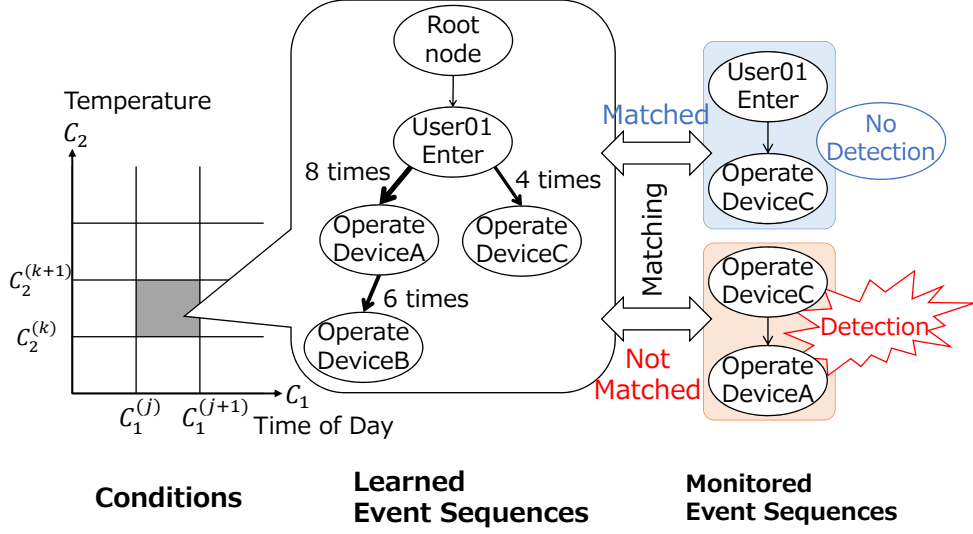 Temperature
C₂
C₂^(k+1)
C₂^(k)
C₁^(j)
C₁^(j+1)
C₁
Time of Day
Conditions
Root
node
User01
Enter
8 times
4 times
Operate
DeviceA
Operate
DeviceC
6 times
Operate
DeviceB
Learned
Event Sequences
Matched
Matching
Not
Matched
User01
Enter
Operate
DeviceC
No
Detection
Operate
DeviceC
Detection
Operate
DeviceA
Monitored
Event Sequences